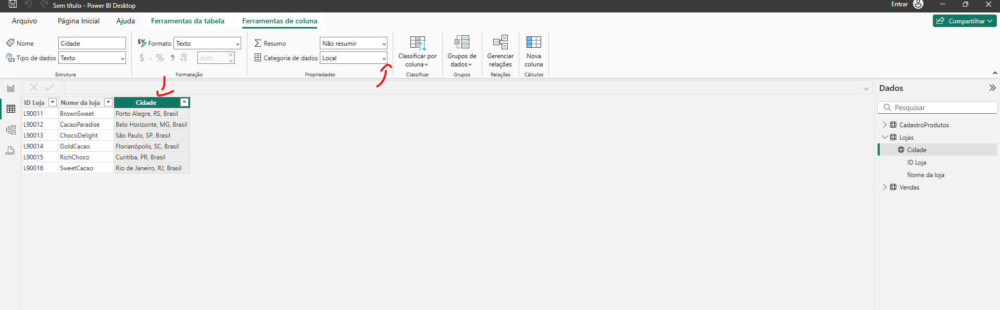 Sem título - Power BI Desktop
Entrar
Arquivo
Página Inicial
Ajuda
Ferramentas da tabela
Ferramentas de coluna
Compartilhar
Nome
Cidade
Tipo de dados
Texto
Estrutura
Formato
Texto
$
%
.00
Auto
Formatação
Resumo
Não resumir
Categoria de dados
Local
Propriedades
Classificar por
coluna
Classificar
Grupos de
dados
Grupos
Gerenciar
relações
Relações
Nova
coluna
Cálculos
ID Loja Nome da loja Cidade
L90011 BrownSweet Porto Alegre, RS, Brasil
L90012 CacaoParadise Belo Horizonte, MG, Brasil
L90013 ChocoDelight São Paulo, SP, Brasil
L90014 GoldCacao Florianópolis, SC, Brasil
L90015 RichChoco Curitiba, PR, Brasil
L90016 SweetCacao Rio de Janeiro, RJ, Brasil
DAX
Dados
Pesquisar
CadastroProdutos
Lojas
Cidade
ID Loja
Nome da loja
Vendas